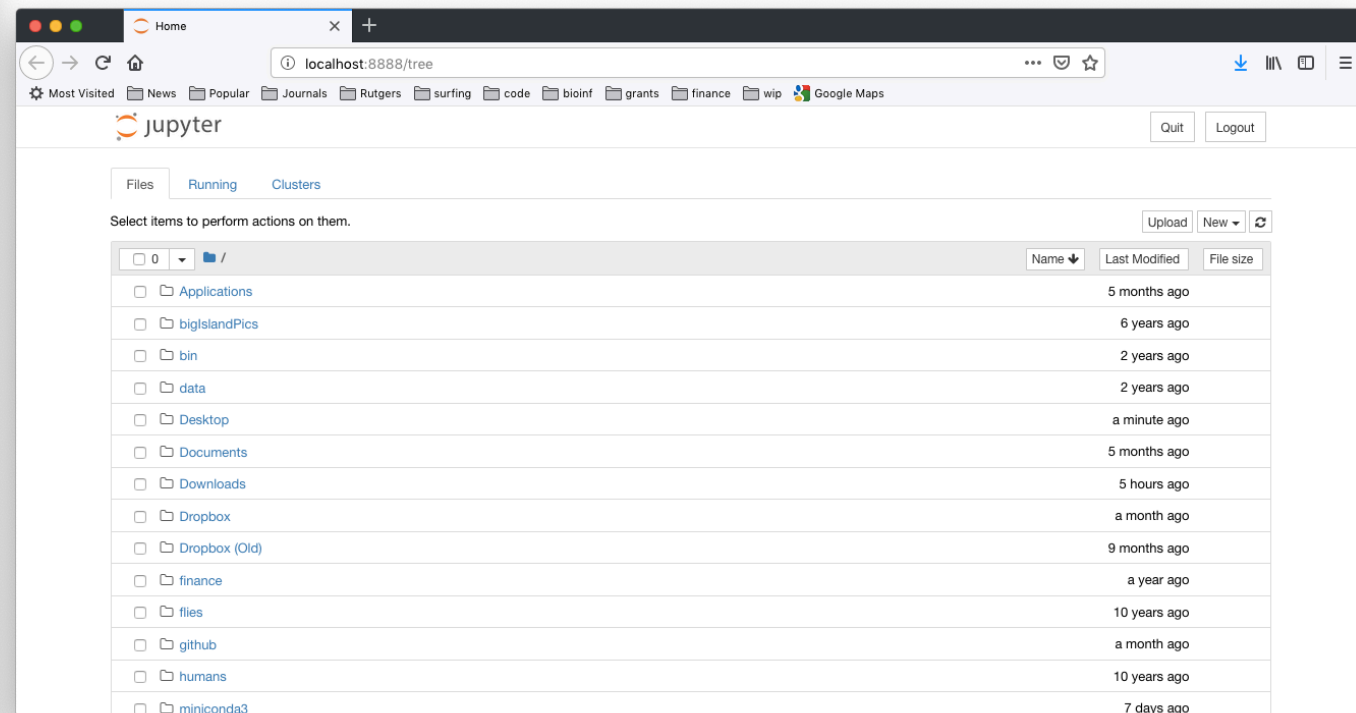 Home
localhost:8888/tree
Most Visited News Popular Journals Rutgers surfing code bioinf grants finance wip Google Maps
jupyter Quit Logout
Files Running Clusters
Select items to perform actions on them. Upload New
0 / Name Last Modified File size
Applications 5 months ago
bigIslandPics 6 years ago
bin 2 years ago
data 2 years ago
Desktop a minute ago
Documents 5 months ago
Downloads 5 hours ago
Dropbox a month ago
Dropbox (Old) 9 months ago
finance a year ago
flies 10 years ago
github a month ago
humans 10 years ago
miniconda3 7 days ago